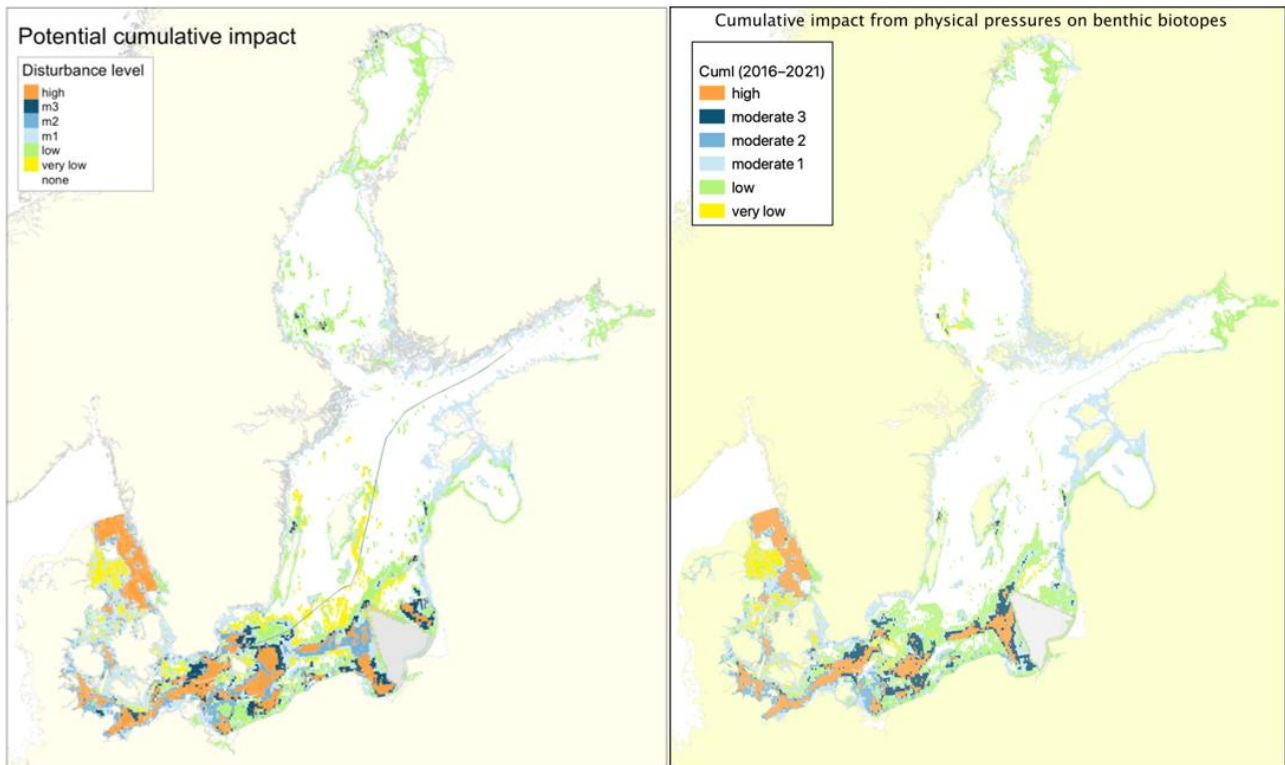 Potential cumulative impact
Disturbance level
high
m3
m2
m1
low
very low
none
Cumulative impact from physical pressures on benthic biotopes
Cuml (2016–2021)
high
moderate 3
moderate 2
moderate 1
low
very low